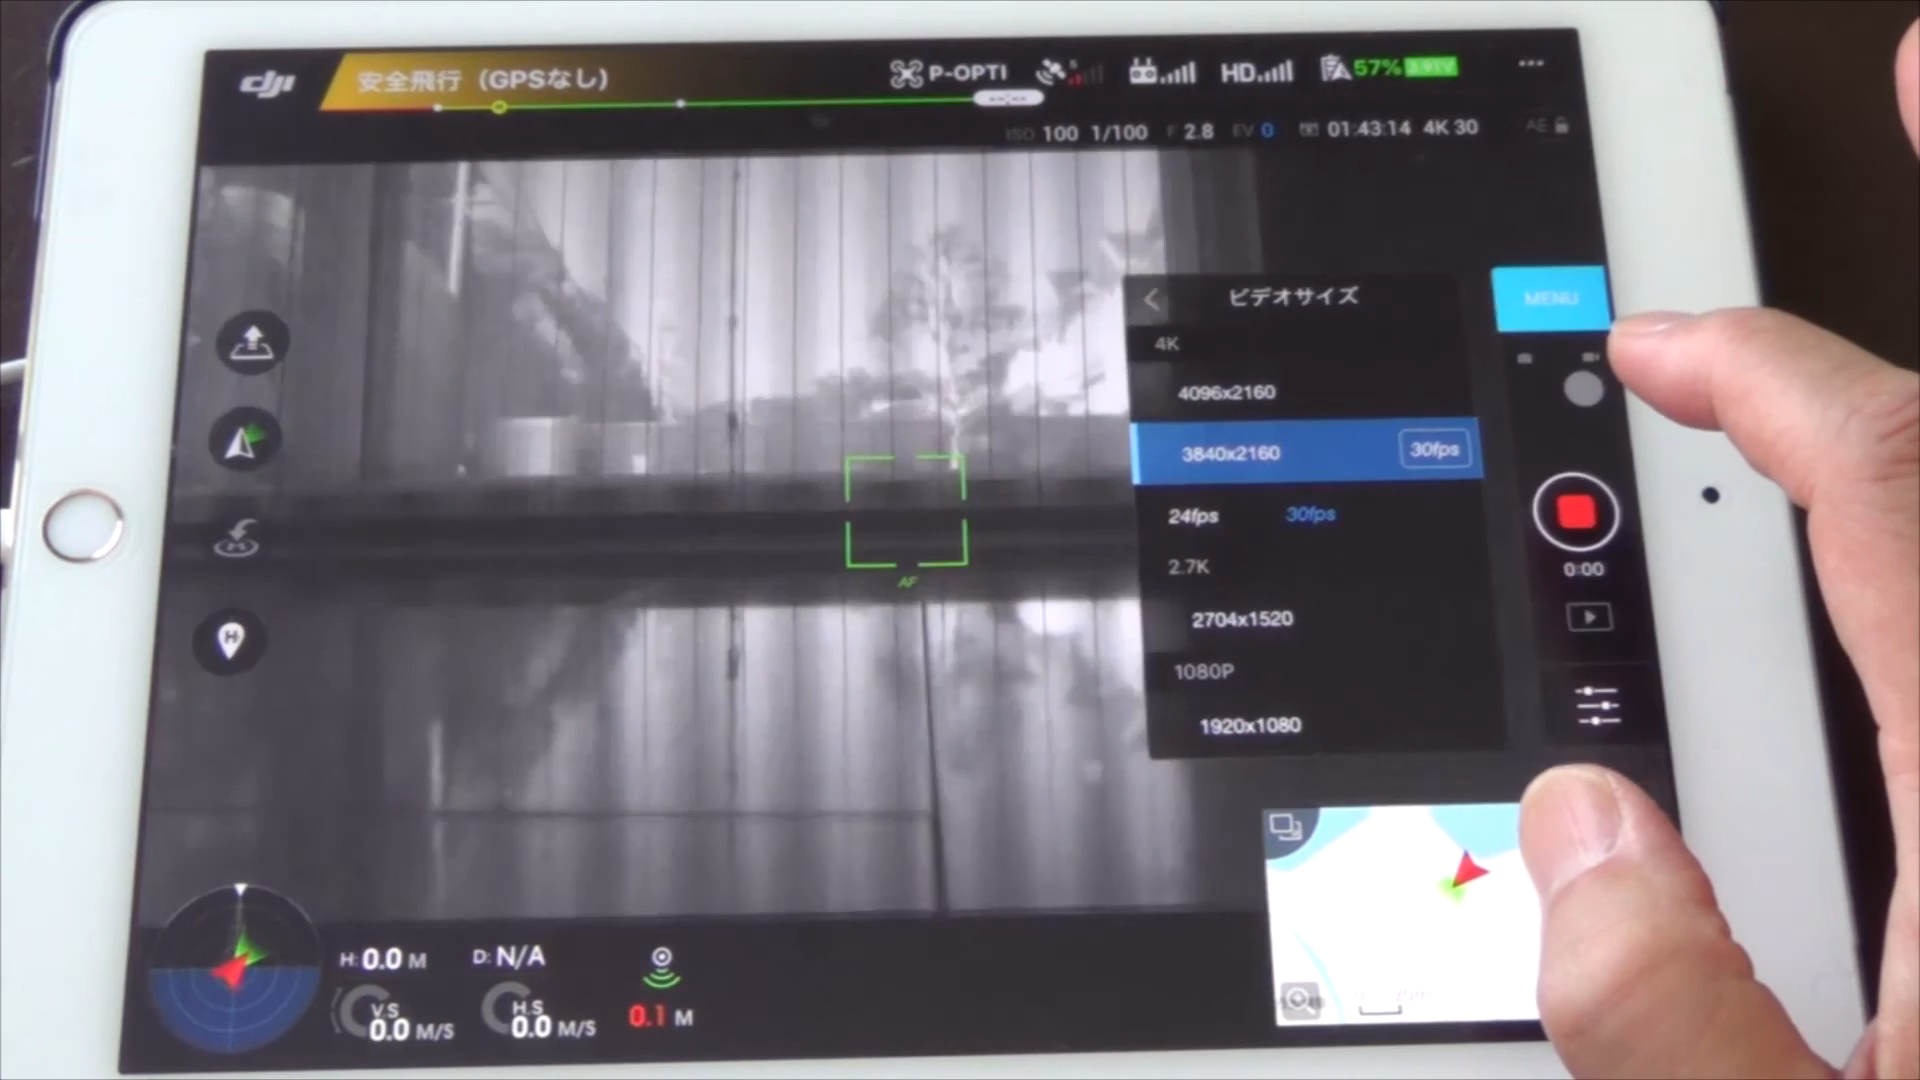 dji 安全飛行 (GPSなし) P-OPTI S HD 57% 3.91V
ISO 100 1/100 F 2.8 EV 0 01:43:14 4K 30 AE
MENU
ビデオサイズ
4K
4096x2160
3840x2160 30fps
24fps 30fps
2.7K
2704x1520
1080P
1920x1080
0:00
AF
H
H: 0.0 M D: N/A
V.S 0.0 M/S H.S 0.0 M/S 0.1 M